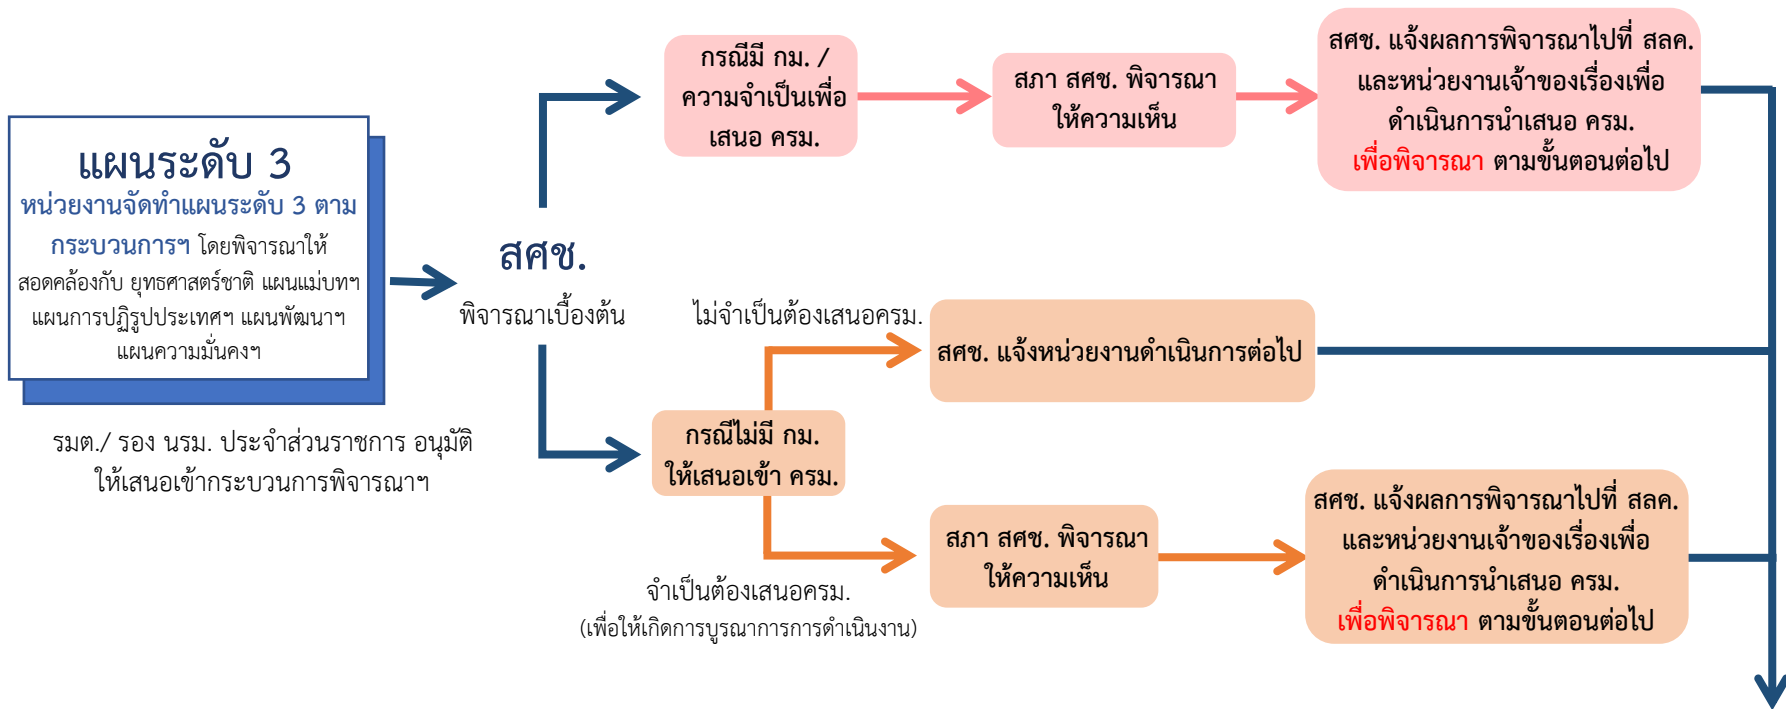 แผนระดับ 3
หน่วยงานจัดทำแผนระดับ 3 ตาม
กระบวนการฯ โดยพิจารณาให้
สอดคล้องกับ ยุทธศาสตร์ชาติ แผนแม่บทฯ
แผนการปฏิรูปประเทศฯ แผนพัฒนาฯ
แผนความมั่นคงฯ
รมต./ รอง นรม. ประจำส่วนราชการ อนุมัติ
ให้เสนอเข้ากระบวนการพิจารณาฯ
สศช.
พิจารณาเบื้องต้น
กรณีมี กม. /
ความจำเป็นเพื่อ
เสนอ ครม.
สภา สศช. พิจารณา
ให้ความเห็น
สศช. แจ้งผลการพิจารณาไปที่ สลค.
และหน่วยงานเจ้าของเรื่องเพื่อ
ดำเนินการนำเสนอ ครม.
เพื่อพิจารณา ตามขั้นตอนต่อไป
ไม่จำเป็นต้องเสนอครม.
สศช. แจ้งหน่วยงานดำเนินการต่อไป
กรณีไม่มี กม.
ให้เสนอเข้า ครม.
จำเป็นต้องเสนอครม.
(เพื่อให้เกิดการบูรณาการการดำเนินงาน)
สภา สศช. พิจารณา
ให้ความเห็น
สศช. แจ้งผลการพิจารณาไปที่ สลค.
และหน่วยงานเจ้าของเรื่องเพื่อ
ดำเนินการนำเสนอ ครม.
เพื่อพิจารณา ตามขั้นตอนต่อไป